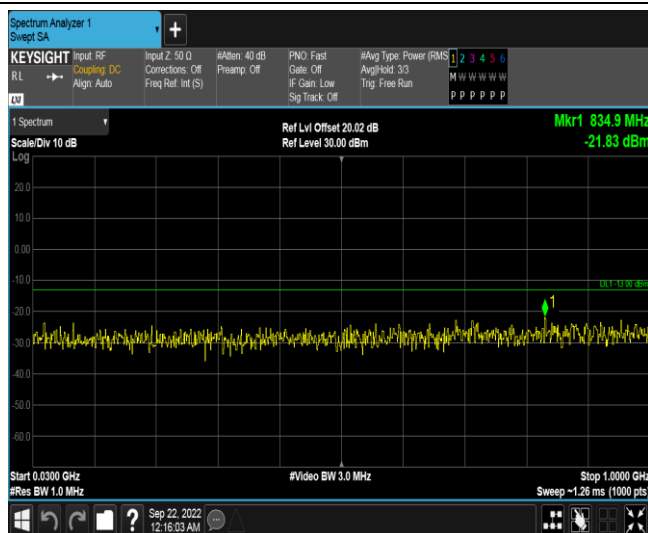 Spectrum Analyzer 1
Swept SA
+
KEYSIGHT
RL
LXI
Input: RF
Coupling: DC
Align: Auto
Input Z: 50 Ω
Corrections: Off
Freq Ref: Int (S)
#Atten: 40 dB
Preamp: Off
PNO: Fast
Gate: Off
IF Gain: Low
Sig Track: Off
#Avg Type: Power (RMS
Avg|Hold: 3/3
Trig: Free Run
1 2 3 4 5 6
M W W W W W
P P P P P P
1 Spectrum
Scale/Div 10 dB
Log
Ref Lvl Offset 20.02 dB
Ref Level 30.00 dBm
Mkr1 834.9 MHz
-21.83 dBm
20.0
10.0
0.00
-10.0
DL1 -13.00 dBm
1
-20.0
-30.0
-40.0
-50.0
-60.0
Start 0.0300 GHz
#Res BW 1.0 MHz
#Video BW 3.0 MHz
Stop 1.0000 GHz
Sweep ~1.26 ms (1000 pts)
?
Sep 22, 2022
12:16:03 AM